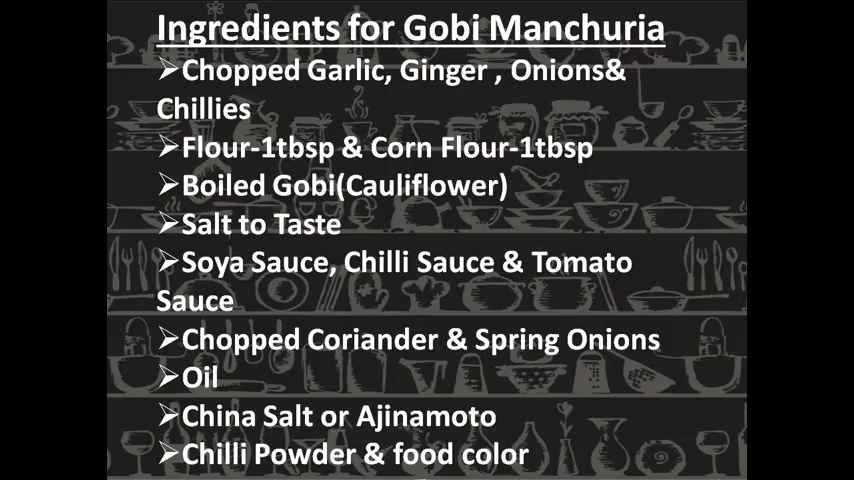 Ingredients for Gobi Manchuria
➢Chopped Garlic, Ginger , Onions&
Chillies
➢Flour-1tbsp & Corn Flour-1tbsp
➢Boiled Gobi(Cauliflower)
➢Salt to Taste
➢Soya Sauce, Chilli Sauce & Tomato
Sauce
➢Chopped Coriander & Spring Onions
➢Oil
➢China Salt or Ajinamoto
➢Chilli Powder & food color